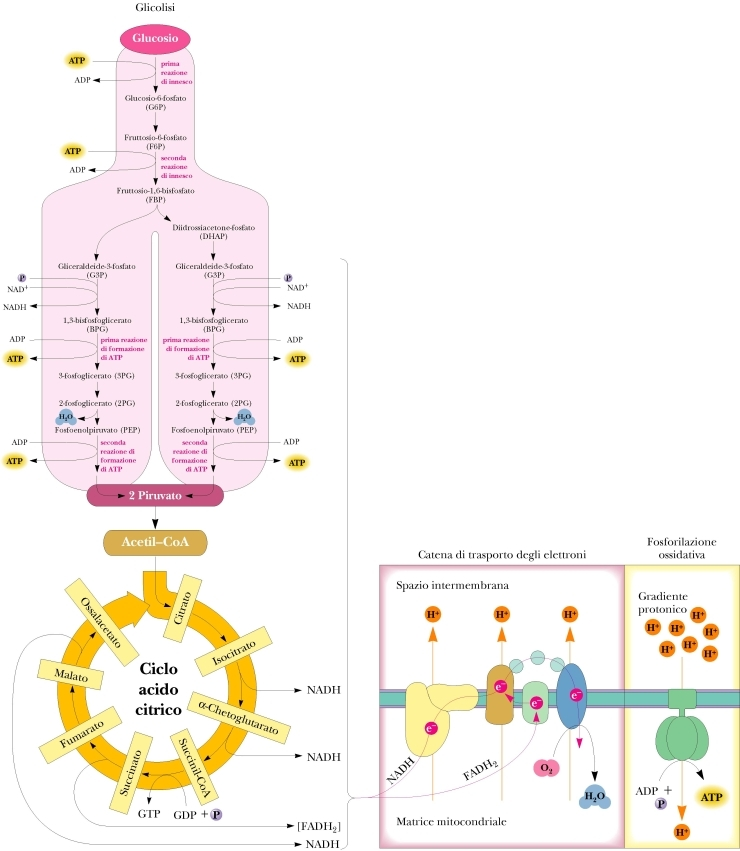 Glicolisi
Glucosio
ATP
ADP
prima
reazione
di innesco
Glucosio-6-fosfato
(G6P)
Fruttosio-6-fosfato
(F6P)
ATP
ADP
seconda
reazione
di innesco
Fruttosio-1,6-bisfosfato
(FBP)
Diidrossiacetone-fosfato
(DHAP)
Gliceraldeide-3-fosfato
(G3P)
P
NAD+
NADH
1,3-bisfosfoglicerato
(BPG)
ADP
ATP
prima reazione
di formazione
di ATP
3-fosfoglicerato (3PG)
2-fosfoglicerato (2PG)
H2O
Fosfoenolpiruvato (PEP)
ADP
ATP
seconda
reazione di
formazione
di ATP
Gliceraldeide-3-fosfato
(G3P)
P
NAD+
NADH
1,3-bisfosfoglicerato
(BPG)
prima reazione
di formazione
di ATP
ADP
ATP
3-fosfoglicerato (3PG)
2-fosfoglicerato (2PG)
H2O
Fosfoenolpiruvato (PEP)
seconda
reazione di
formazione
di ATP
ADP
ATP
2 Piruvato
Acetil–CoA
Ciclo
acido
citrico
Citrato
Isocitrato
α-Chetoglutarato
Succinil-CoA
Succinato
Fumarato
Malato
Ossalacetato
NADH
NADH
GTP
GDP + P
[FADH2]
NADH
Catena di trasporto degli elettroni
Spazio intermembrana
H+
H+
H+
e−
e−
e−
e−
NADH
FADH2
O2
H2O
Matrice mitocondriale
Fosforilazione
ossidativa
Gradiente
protonico
H+
H+
H+
H+
H+
H+
ADP +
P
ATP
H+